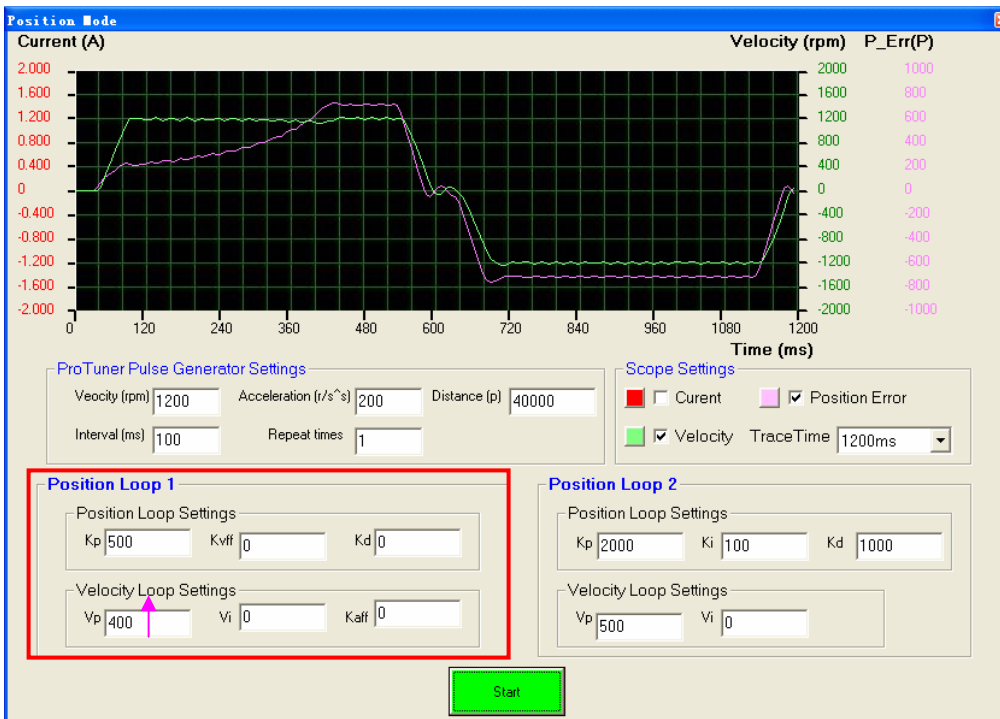 Position Mode
Current (A) Velocity (rpm) P_Err(P)
2.000 2000 1000
1.600 1600 800
1.200 1200 600
0.800 800 400
0.400 400 200
0 0 0
-0.400 -400 -200
-0.800 -800 -400
-1.200 -1200 -600
-1.600 -1600 -800
-2.000 -2000 -1000
0 120 240 360 480 600 720 840 960 1080 1200
Time (ms)
ProTuner Pulse Generator Settings
Veocity (rpm) 1200 Acceleration (r/s^s) 200 Distance (p) 40000
Interval (ms) 100 Repeat times 1
Scope Settings
Curent Position Error
Velocity TraceTime 1200ms
Position Loop 1
Position Loop Settings
Kp 500 Kvff 0 Kd 0
Velocity Loop Settings
Vp 400 Vi 0 Kaff 0
Position Loop 2
Position Loop Settings
Kp 2000 Ki 100 Kd 1000
Velocity Loop Settings
Vp 500 Vi 0
Start